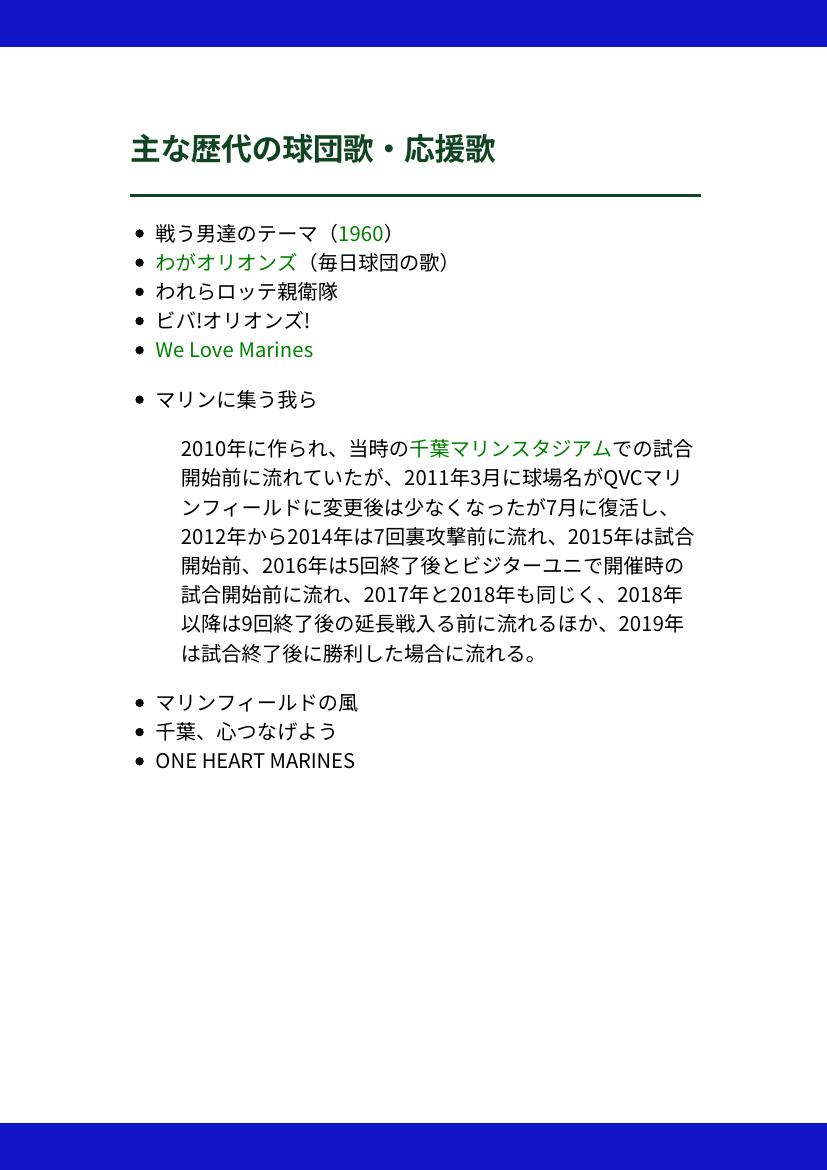 主な歴代の球団歌・応援歌
• 戦う男達のテーマ（1960）
• わがオリオンズ（毎日球団の歌）
• われらロッテ親衛隊
• ビバ!オリオンズ!
• We Love Marines
• マリンに集う我ら
2010年に作られ、当時の千葉マリンスタジアムでの試合
開始前に流れていたが、2011年3月に球場名がQVCマリ
ンフィールドに変更後は少なくなったが7月に復活し、
2012年から2014年は7回裏攻撃前に流れ、2015年は試合
開始前、2016年は5回終了後とビジターユニで開催時の
試合開始前に流れ、2017年と2018年も同じく、2018年
以降は9回終了後の延長戦入る前に流れるほか、2019年
は試合終了後に勝利した場合に流れる。
• マリンフィールドの風
• 千葉、心つなげよう
• ONE HEART MARINES